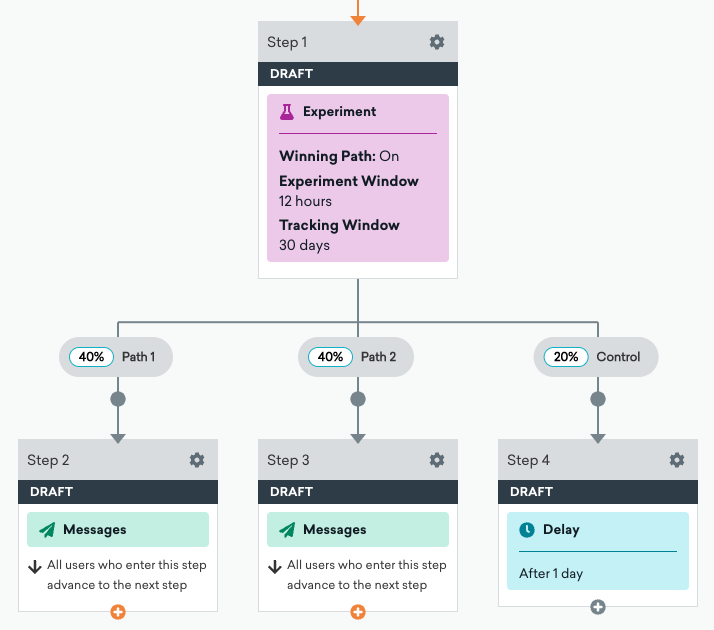 Step 1
DRAFT
Experiment
Winning Path: On
Experiment Window
12 hours
Tracking Window
30 days
40% Path 1
40% Path 2
20% Control
Step 2
DRAFT
Messages
All users who enter this step
advance to the next step
Step 3
DRAFT
Messages
All users who enter this step
advance to the next step
Step 4
DRAFT
Delay
After 1 day